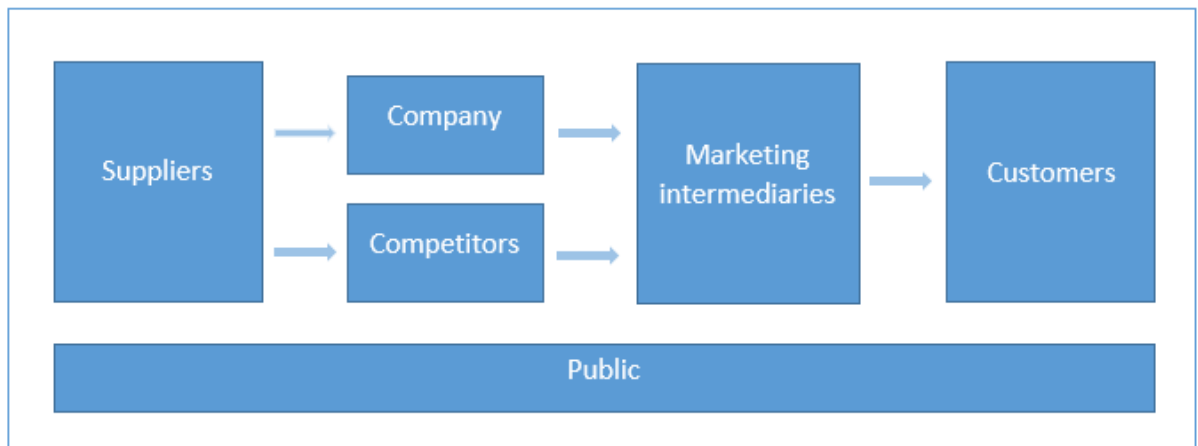 Suppliers
Company
Competitors
Marketing
intermediaries
Customers
Public